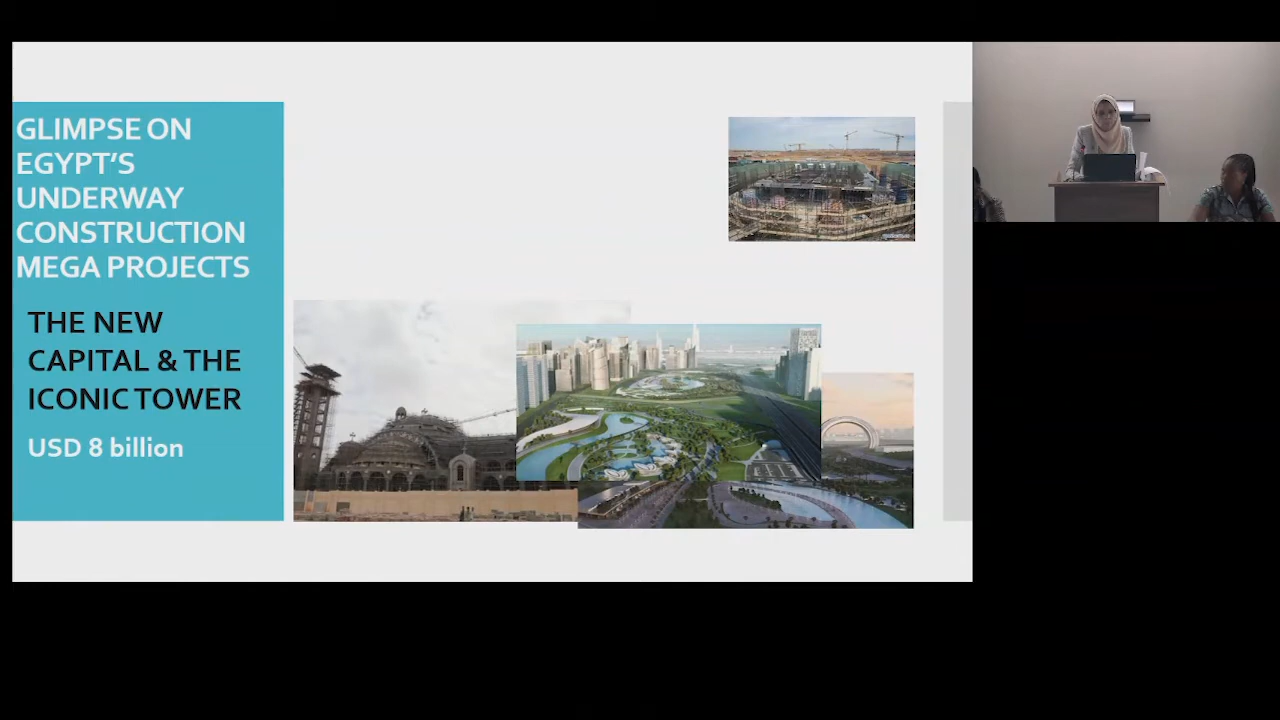 GLIMPSE ON
EGYPT'S
UNDERWAY
CONSTRUCTION
MEGA PROJECTS
THE NEW
CAPITAL & THE
ICONIC TOWER
USD 8 billion